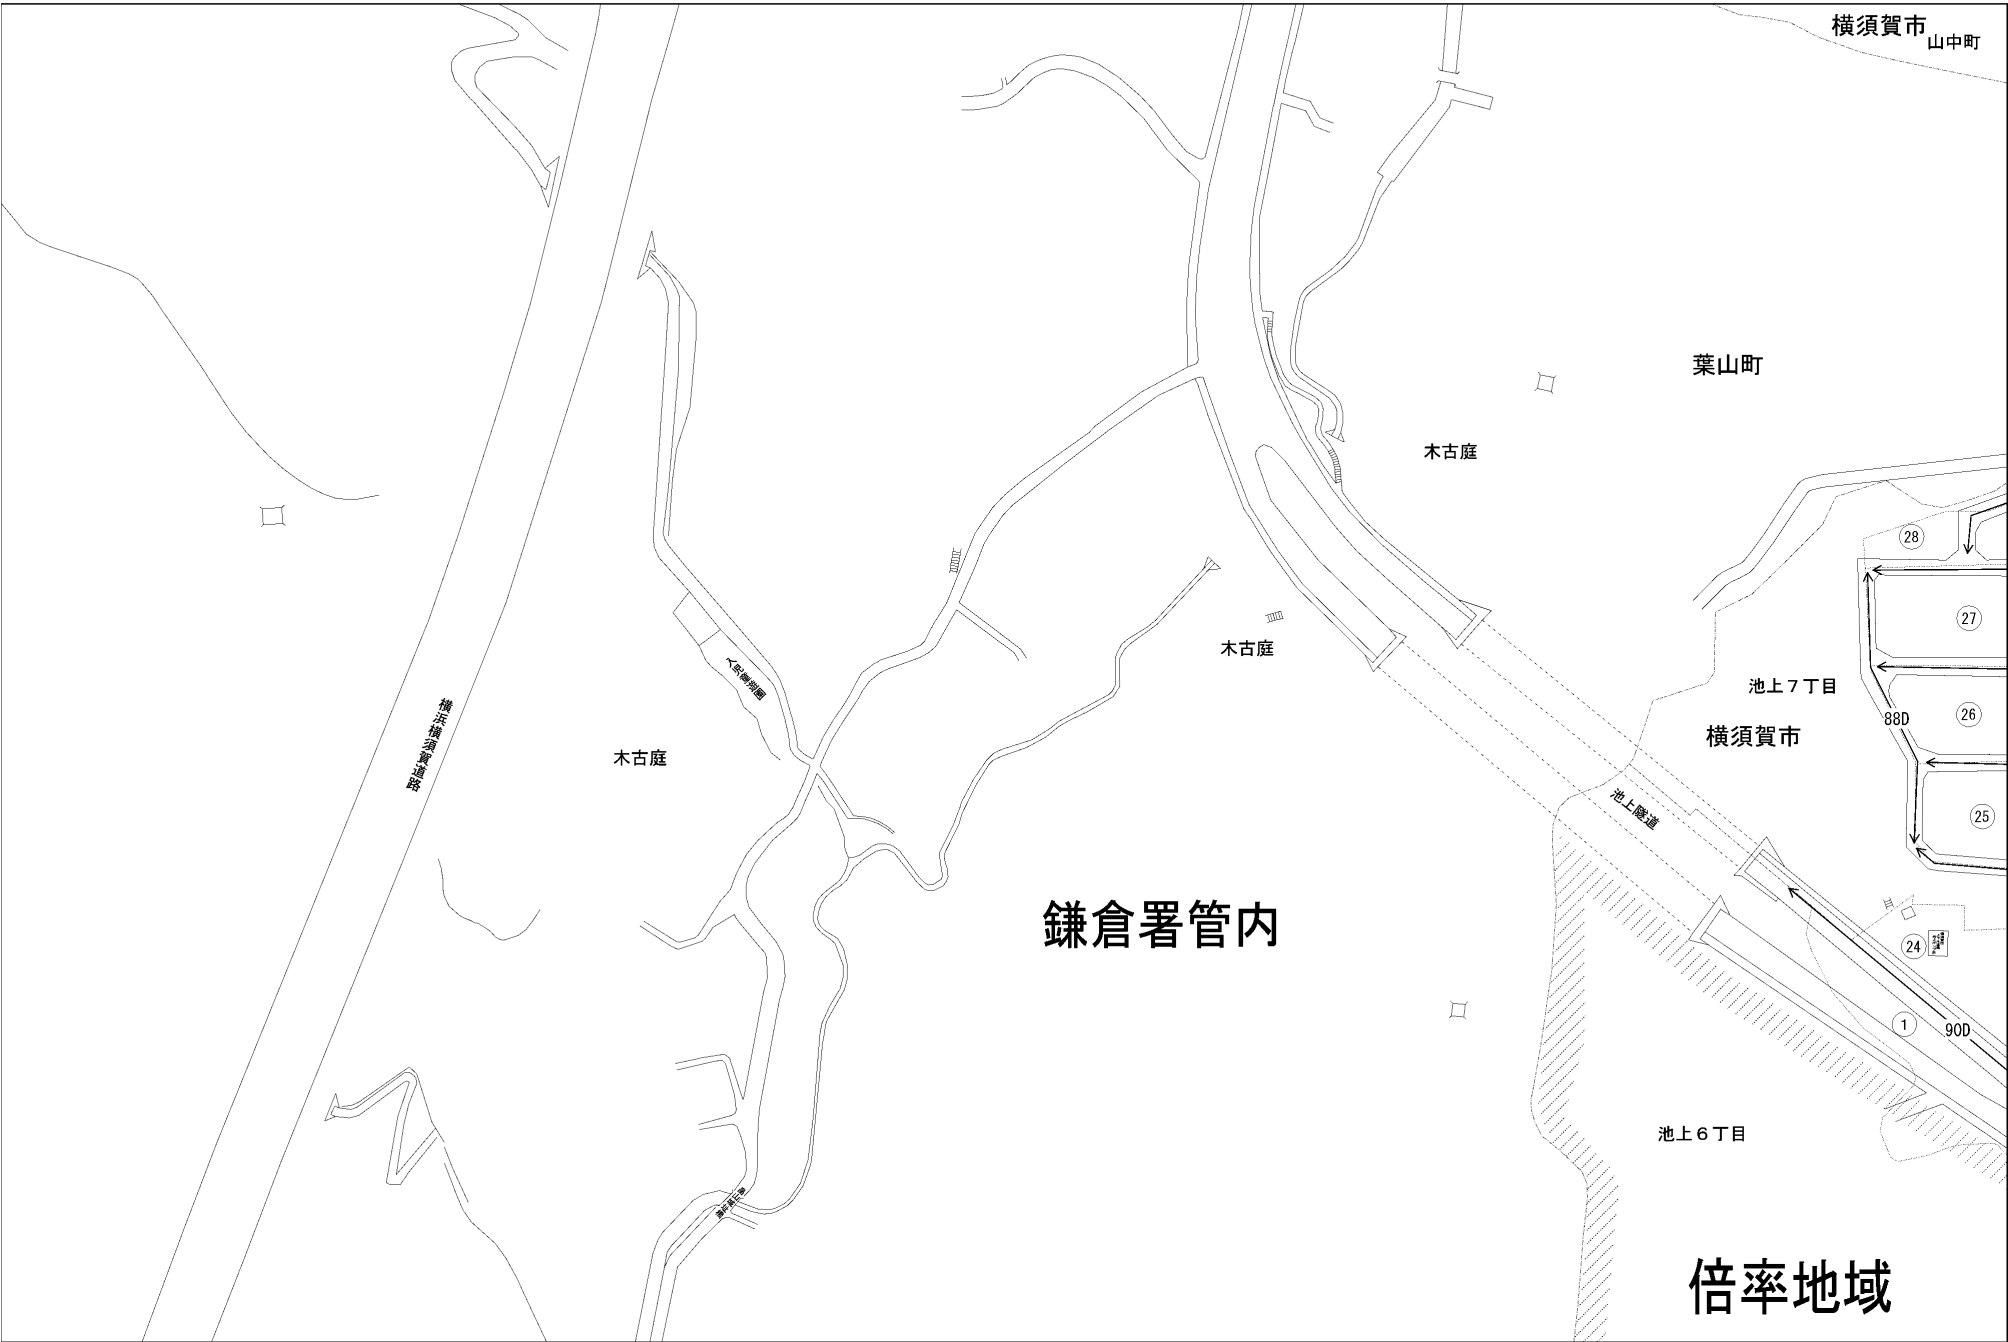 横須賀市
山中町
葉山町
木古庭
28
27
木古庭
池上7丁目
26
88D
横須賀市
横浜横須賀道路
木古庭
池上隧道
25
鎌倉署管内
24
1
90D
池上6丁目
倍率地域